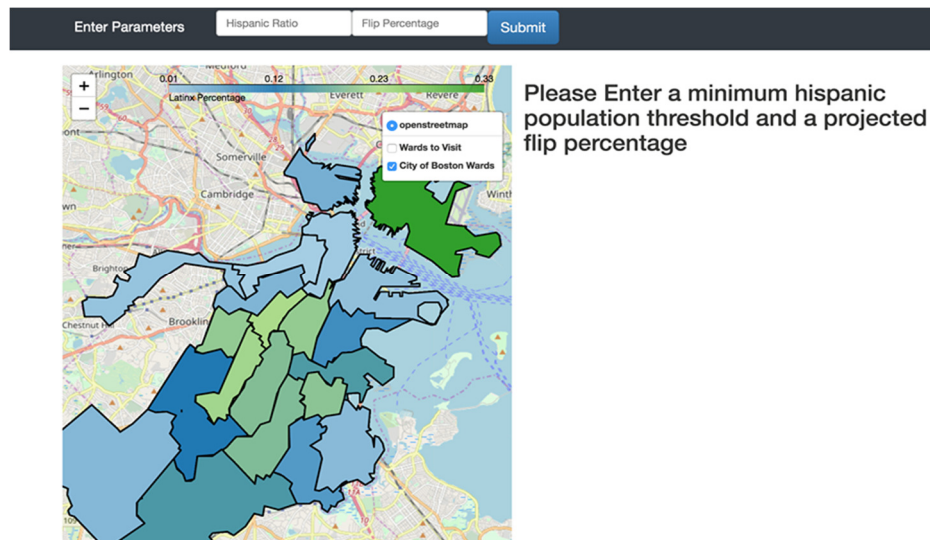 Enter Parameters Hispanic Ratio Flip Percentage Submit
Please Enter a minimum hispanic
population threshold and a projected
flip percentage
+
−
Arlington Medford
0.01 0.12 0.23 0.33
Latinx Percentage
Everett Revere
openstreetmap
Wards to Visit
City of Boston Wards
Somerville
Cambridge
Brighton
Chestnut
109